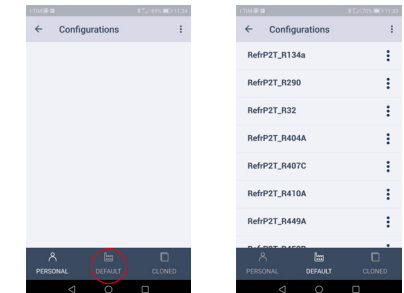 Configurations
PERSONAL
DEFAULT
CLONED
Configurations
RefrP2T_R134a
RefrP2T_R290
RefrP2T_R32
RefrP2T_R404A
RefrP2T_R407C
RefrP2T_R410A
RefrP2T_R449A
PERSONAL
DEFAULT
CLONED